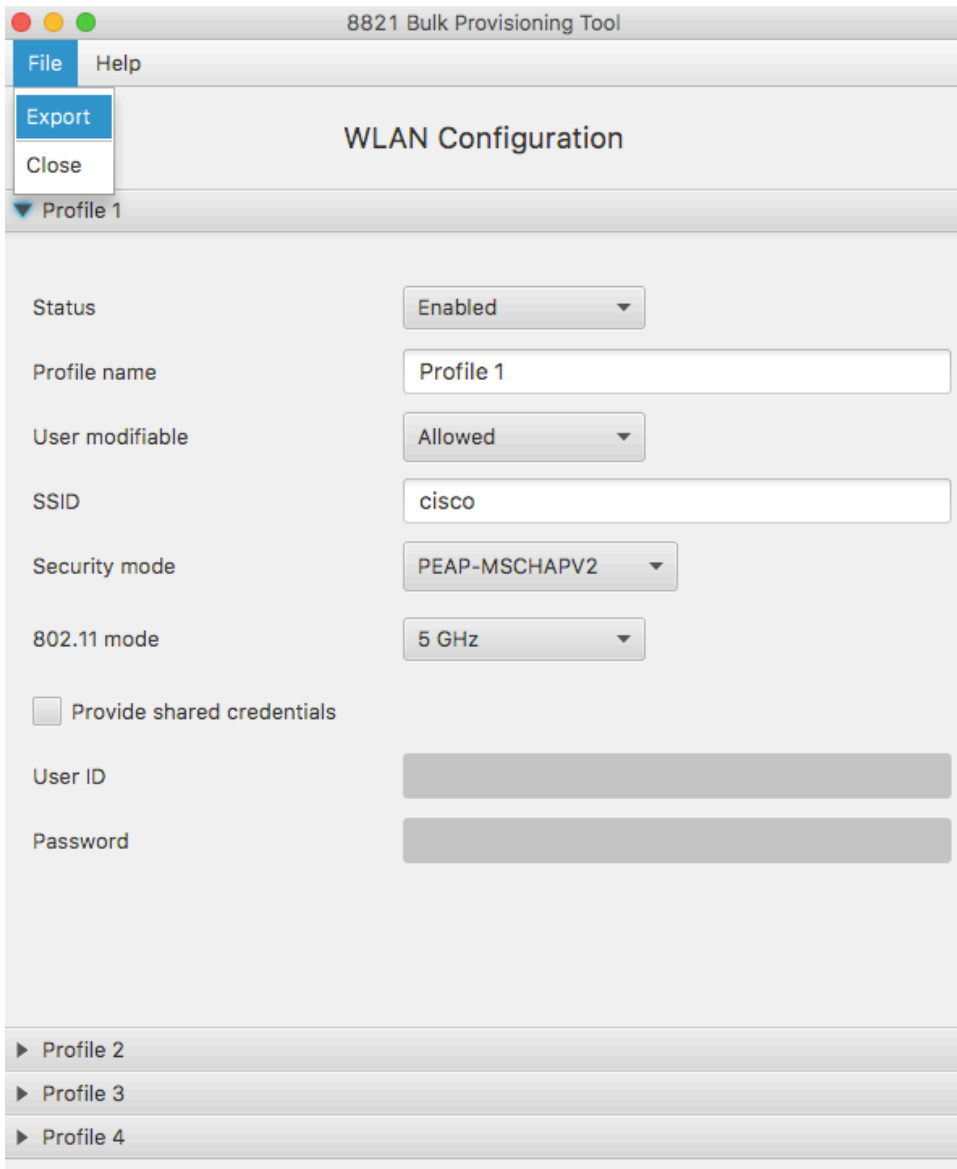 8821 Bulk Provisioning Tool
File Help
Export
Close
WLAN Configuration
Profile 1
Status Enabled
Profile name Profile 1
User modifiable Allowed
SSID cisco
Security mode PEAP-MSCHAPV2
802.11 mode 5 GHz
Provide shared credentials
User ID
Password
Profile 2
Profile 3
Profile 4